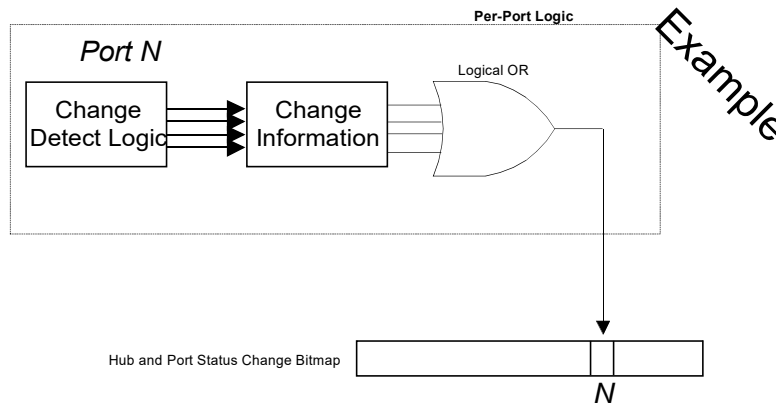 Per-Port Logic
Example
Port N
Logical OR
Change
Detect Logic
Change
Information
Hub and Port Status Change Bitmap
N